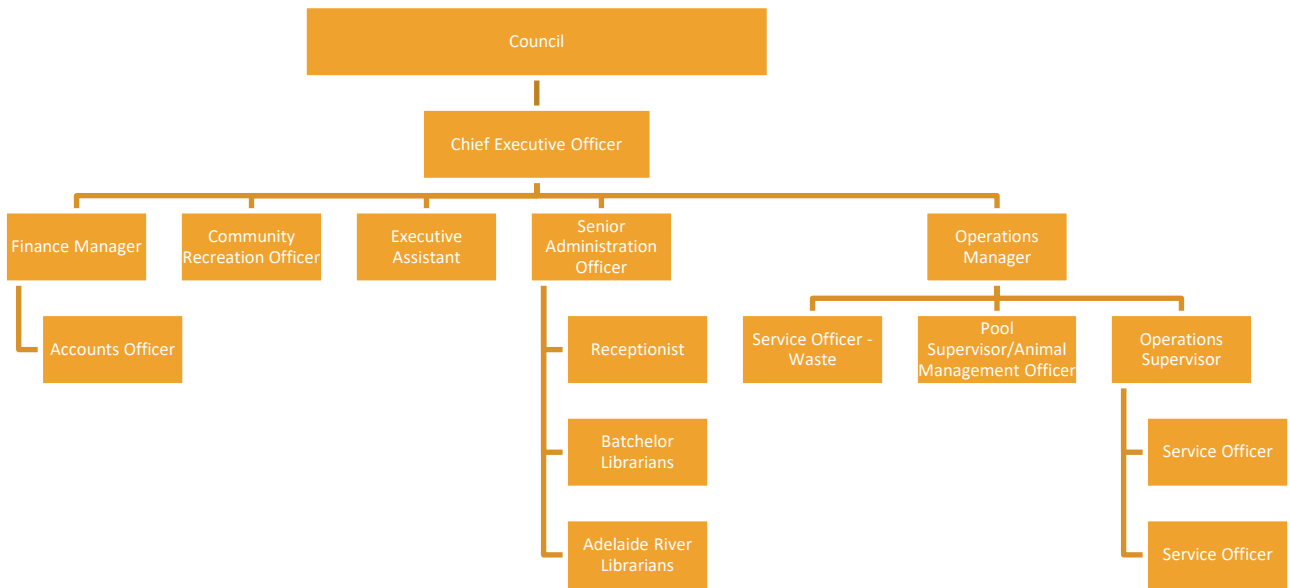 Council
Chief Executive Officer
Finance Manager
Community
Recreation Officer
Executive
Assistant
Senior
Administration
Officer
Operations
Manager
Accounts Officer
Receptionist
Service Officer -
Waste
Pool
Supervisor/Animal
Management Officer
Operations
Supervisor
Batchelor
Librarians
Service Officer
Adelaide River
Librarians
Service Officer